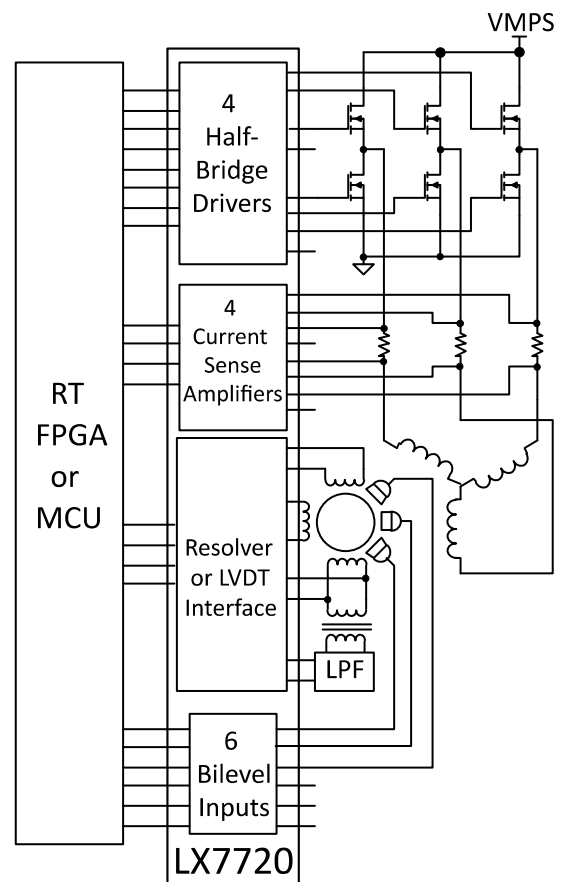 VMPS
4
Half-
Bridge
Drivers
4
Current
Sense
Amplifiers
RT
FPGA
or
MCU
Resolver
or LVDT
Interface
LPF
6
Bilevel
Inputs
LX7720